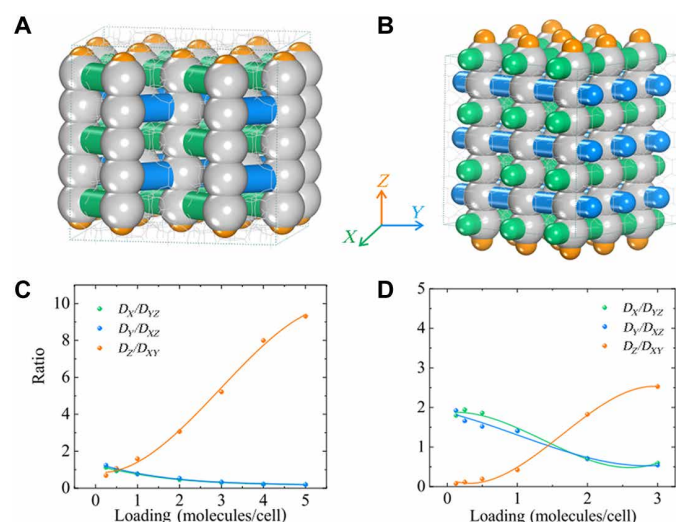 A
B
Z
Y
X
C
D
10
8
6
4
2
0
Ratio
D_X/D_YZ
D_Y/D_XZ
D_Z/D_XY
0 1 2 3 4 5
Loading (molecules/cell)
5
4
3
2
1
0
D_X/D_YZ
D_Y/D_XZ
D_Z/D_XY
0 1 2 3
Loading (molecules/cell)